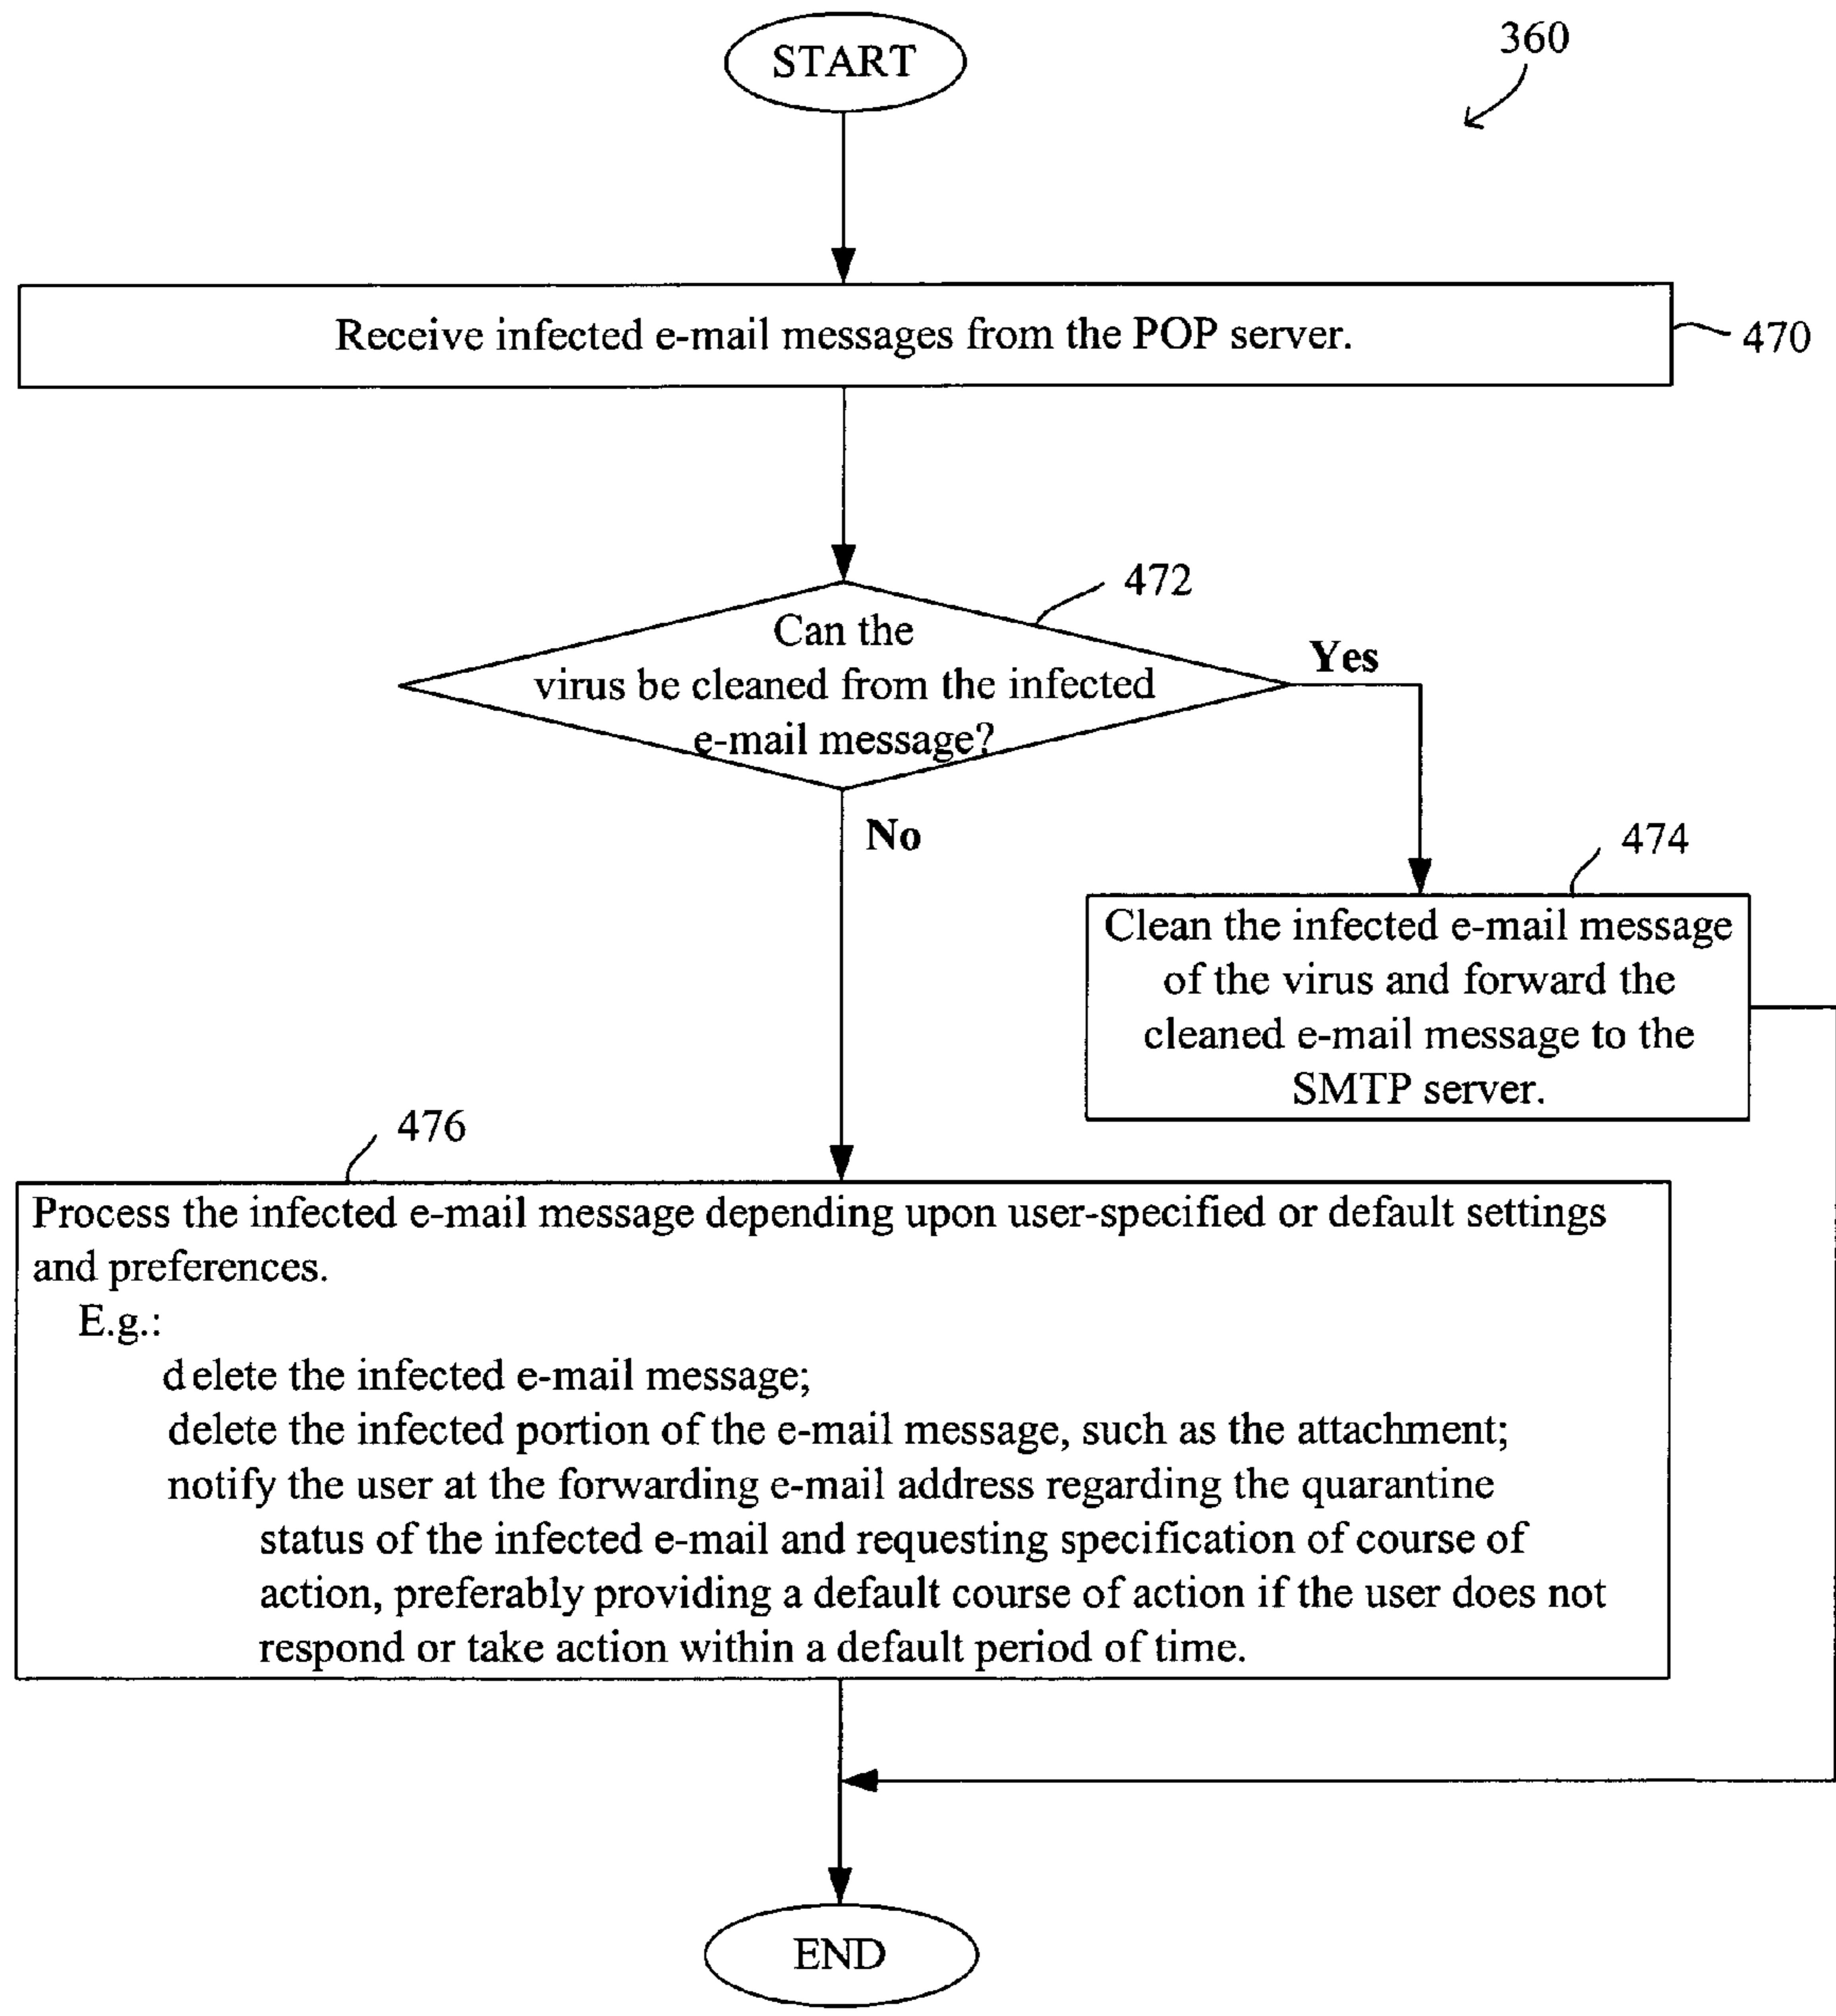 START
360
Receive infected e-mail messages from the POP server.
470
472
Can the
virus be cleaned from the infected
e-mail message?
Yes
No
474
Clean the infected e-mail message
of the virus and forward the
cleaned e-mail message to the
SMTP server.
476
Process the infected e-mail message depending upon user-specified or default settings
and preferences.
E.g.:
delete the infected e-mail message;
delete the infected portion of the e-mail message, such as the attachment;
notify the user at the forwarding e-mail address regarding the quarantine
status of the infected e-mail and requesting specification of course of
action, preferably providing a default course of action if the user does not
respond or take action within a default period of time.
END